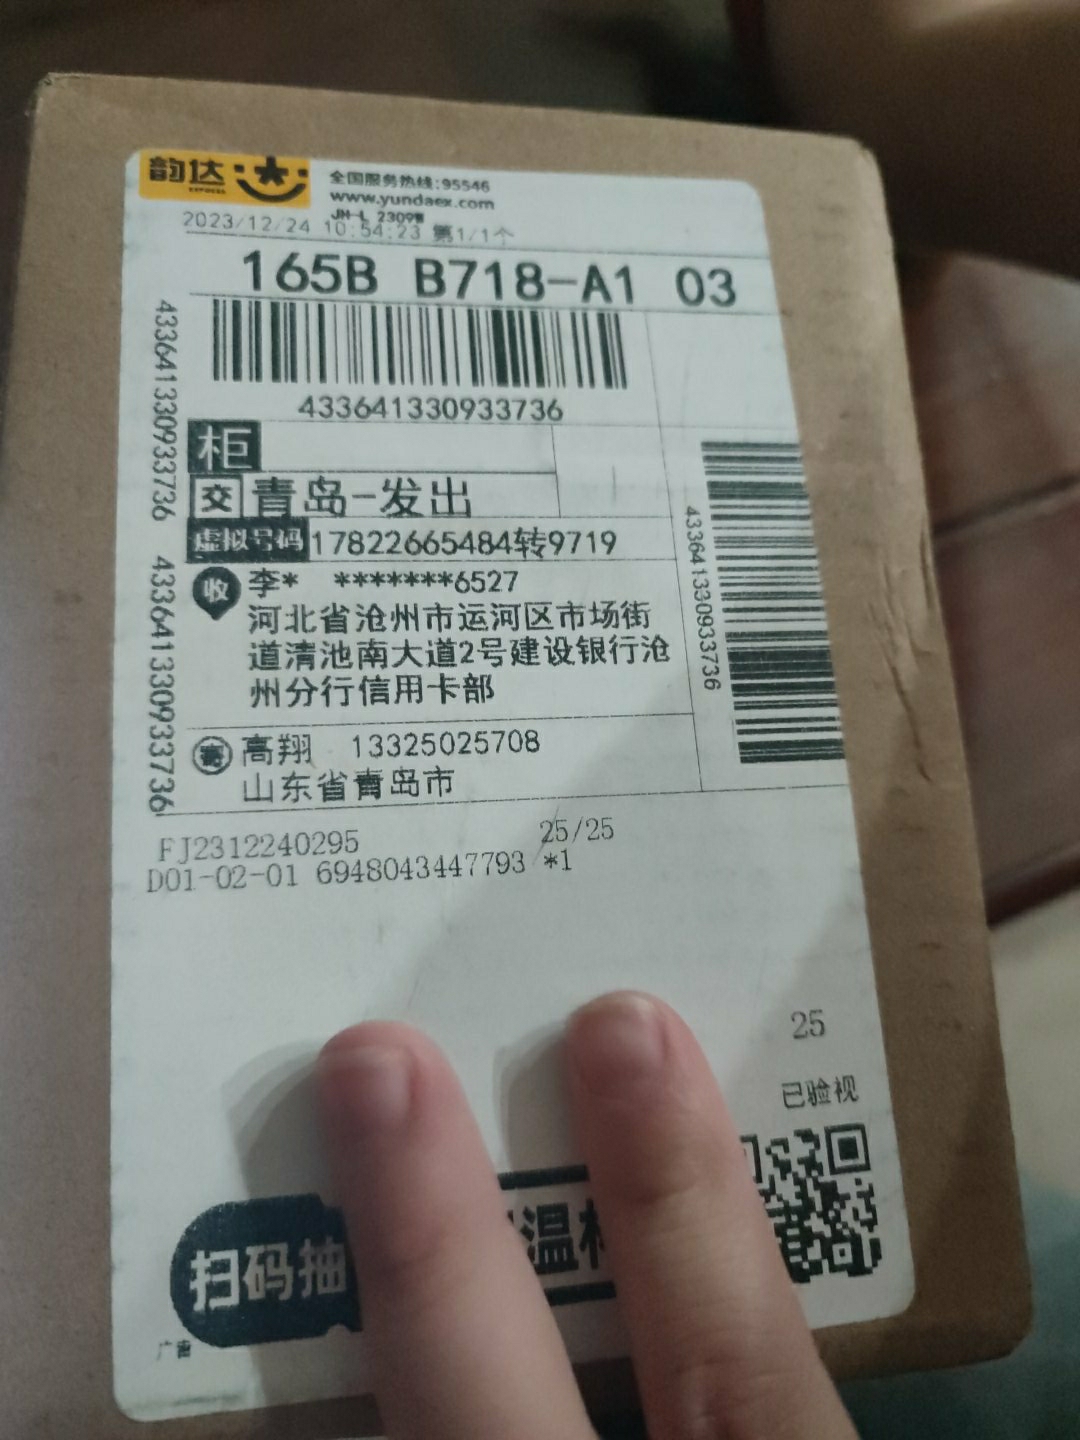 韵达
EXPRESS
全国服务热线:95546
www.yundaex.com
JH-L 2309W
2023/12/24 10:54:23 第1/1个
165B B718-A1 03
433641330933736
433641330933736
433641330933736
433641330933736
柜
交 青岛-发出
虚拟号码 17822665484转9719
收 李* *******6527
河北省沧州市运河区市场街
道清池南大道2号建设银行沧
州分行信用卡部
寄 高翔 13325025708
山东省青岛市
FJ2312240295 25/25
D01-02-01 6948043447793 *1
25
已验视
扫码抽
温
广告